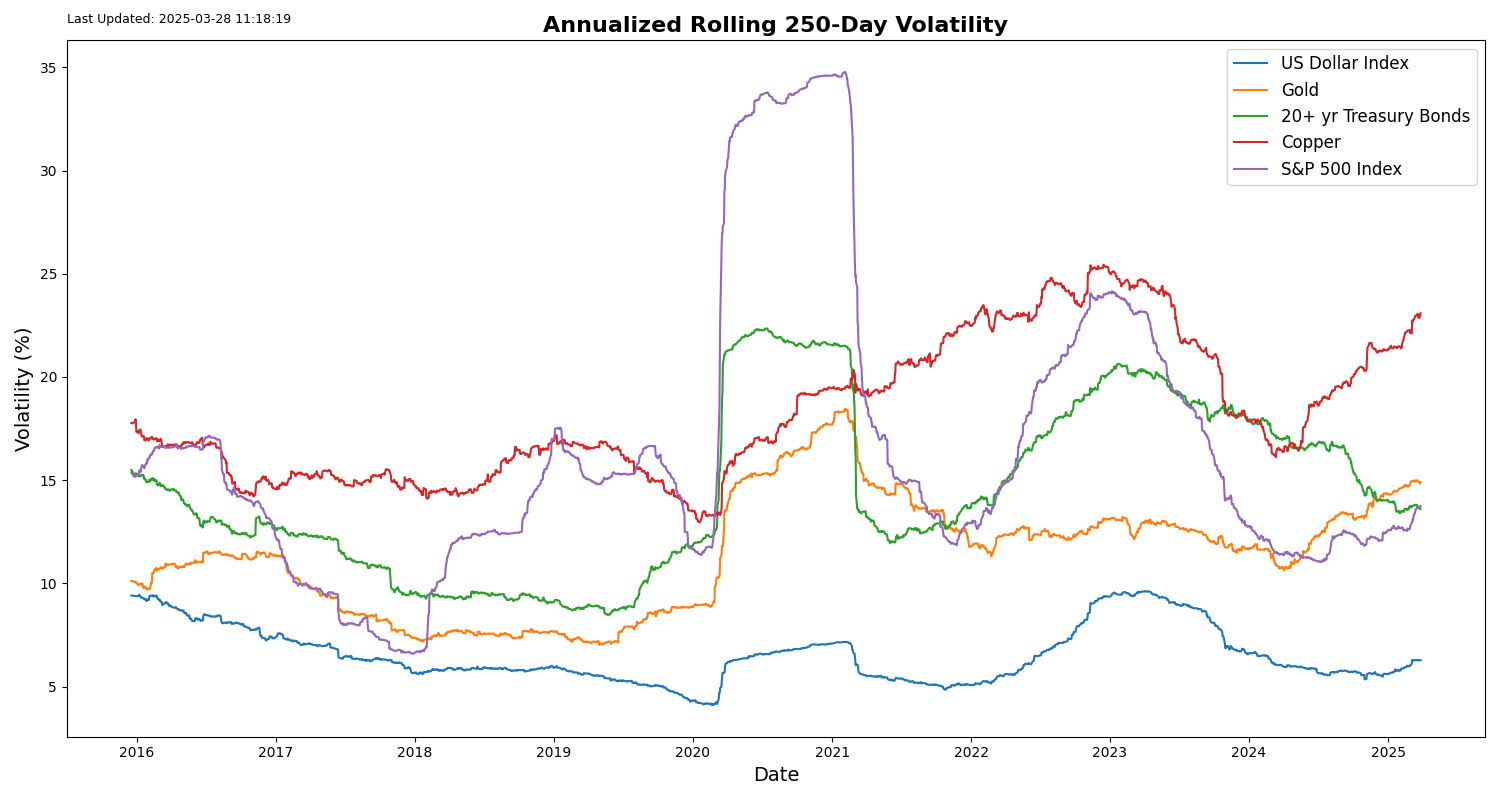 Last Updated: 2025-03-28 11:18:19
Annualized Rolling 250-Day Volatility
US Dollar Index
Gold
20+ yr Treasury Bonds
Copper
S&P 500 Index
Volatility (%)
35
30
25
20
15
10
5
2016 2017 2018 2019 2020 2021 2022 2023 2024 2025
Date